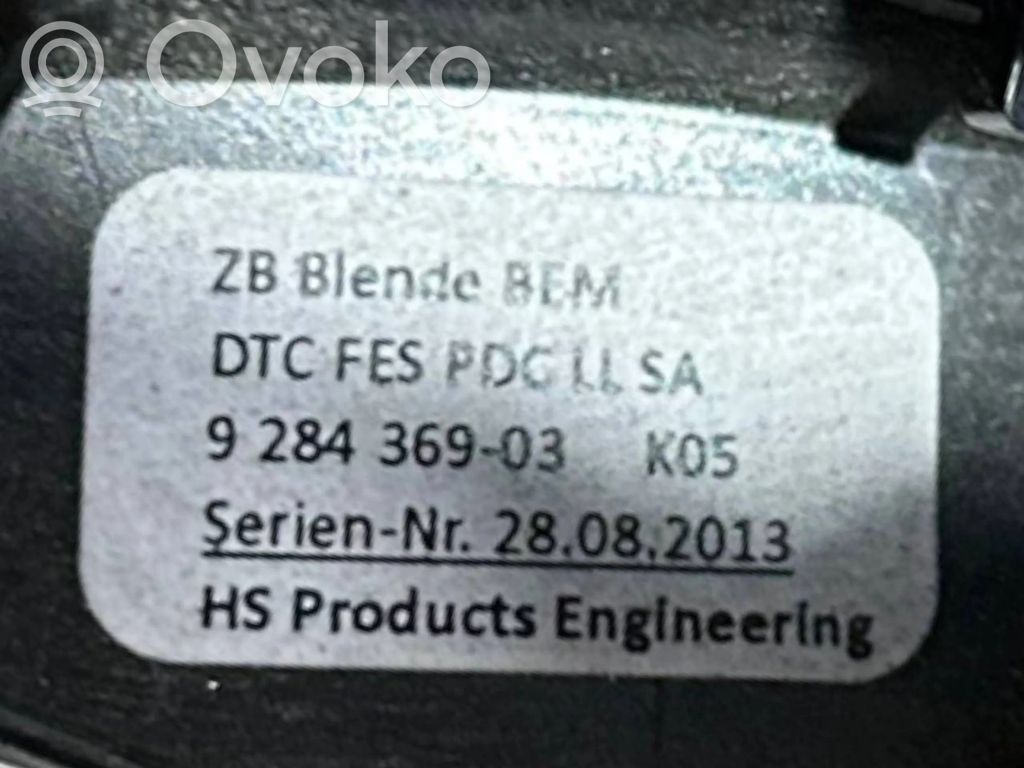 Ovoko
ZB Blende BEM
DTC FES PDC LL SA
9 284 369-03 K05
Serien-Nr. 28.08.2013
HS Products Engineering